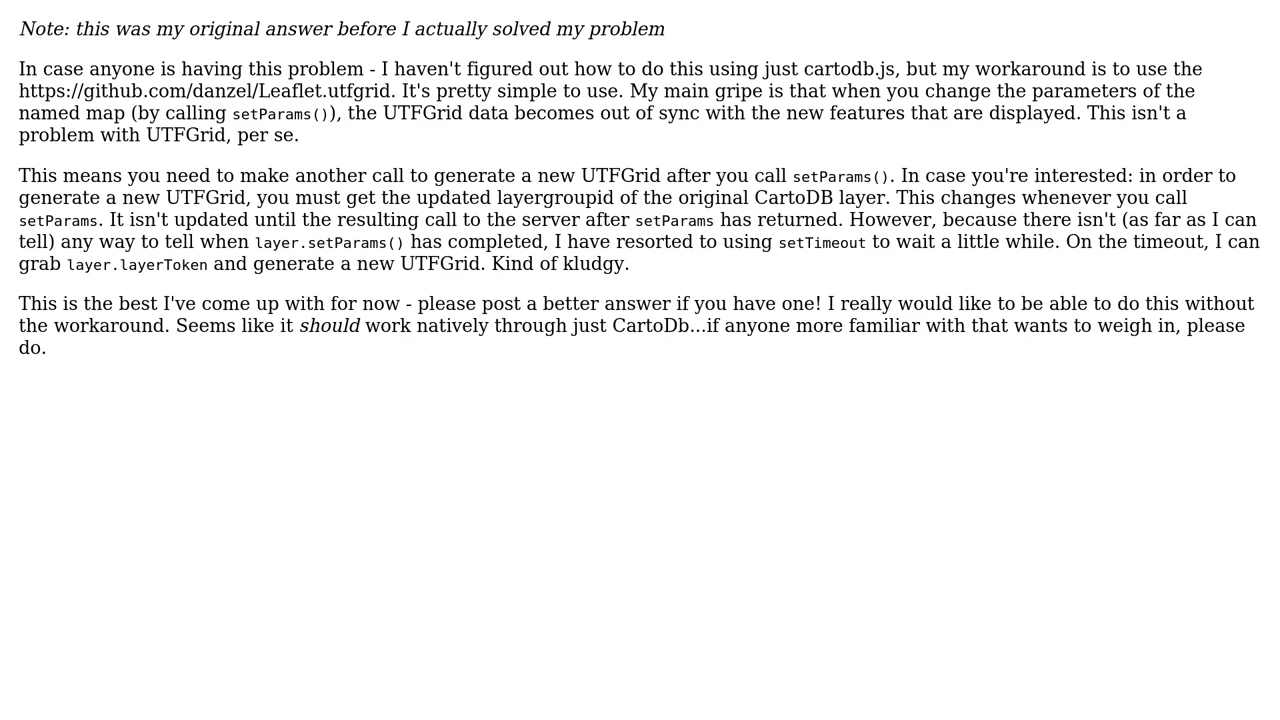 Note: this was my original answer before I actually solved my problem
In case anyone is having this problem - I haven't figured out how to do this using just cartodb.js, but my workaround is to use the
https://github.com/danzel/Leaflet.utfgrid. It's pretty simple to use. My main gripe is that when you change the parameters of the
named map (by calling setParams()), the UTFGrid data becomes out of sync with the new features that are displayed. This isn't a
problem with UTFGrid, per se.
This means you need to make another call to generate a new UTFGrid after you call setParams(). In case you're interested: in order to
generate a new UTFGrid, you must get the updated layergroupid of the original CartoDB layer. This changes whenever you call
setParams. It isn't updated until the resulting call to the server after setParams has returned. However, because there isn't (as far as I can
tell) any way to tell when layer.setParams() has completed, I have resorted to using setTimeout to wait a little while. On the timeout, I can
grab layer.layerToken and generate a new UTFGrid. Kind of kludgy.
This is the best I've come up with for now - please post a better answer if you have one! I really would like to be able to do this without
the workaround. Seems like it should work natively through just CartoDb...if anyone more familiar with that wants to weigh in, please
do.